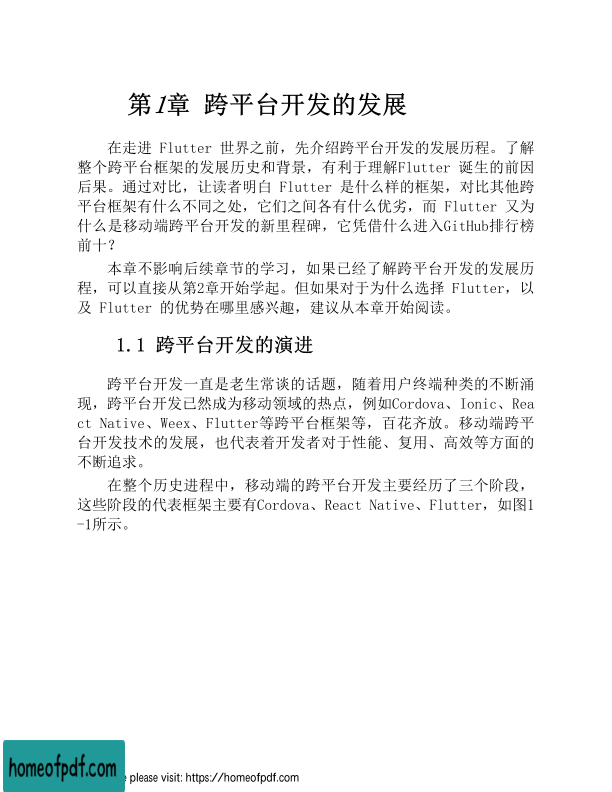 第1章 跨平台开发的发展
在走进 Flutter 世界之前，先介绍跨平台开发的发展历程。了解
整个跨平台框架的发展历史和背景，有利于理解Flutter 诞生的前因
后果。通过对比，让读者明白 Flutter 是什么样的框架，对比其他跨
平台框架有什么不同之处，它们之间各有什么优劣，而 Flutter 又为
什么是移动端跨平台开发的新里程碑，它凭借什么进入GitHub排行榜
前十？
本章不影响后续章节的学习，如果已经了解跨平台开发的发展历
程，可以直接从第2章开始学起。但如果对于为什么选择 Flutter，以
及 Flutter 的优势在哪里感兴趣，建议从本章开始阅读。
1.1 跨平台开发的演进
跨平台开发一直是老生常谈的话题，随着用户终端种类的不断涌
现，跨平台开发已然成为移动领域的热点，例如Cordova、Ionic、Rea
ct Native、Weex、Flutter等跨平台框架等，百花齐放。移动端跨平
台开发技术的发展，也代表着开发者对于性能、复用、高效等方面的
不断追求。
在整个历史进程中，移动端的跨平台开发主要经历了三个阶段，
这些阶段的代表框架主要有Cordova、React Native、Flutter，如图1
-1所示。
homeofpdf.com
e please visit: https://homeofpdf.com